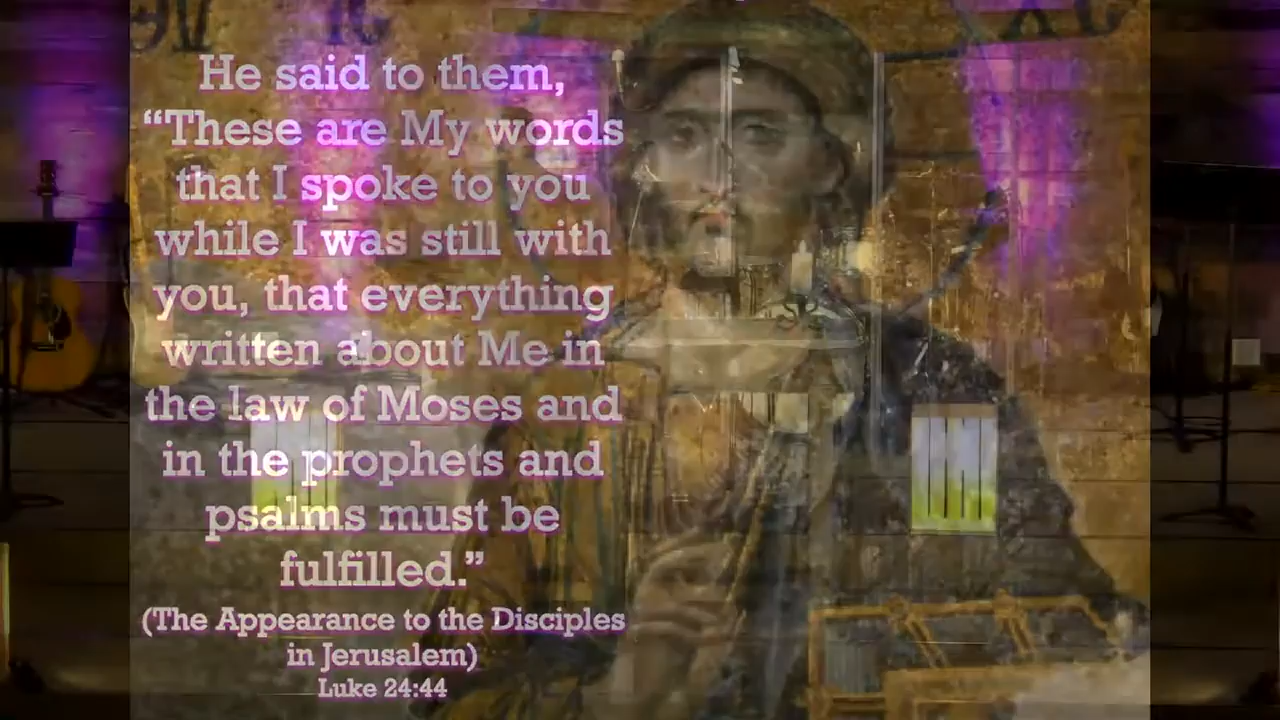 He said to them,
“These are My words
that I spoke to you
while I was still with
you, that everything
written about Me in
the law of Moses and
in the prophets and
psalms must be
fulfilled.”
(The Appearance to the Disciples
in Jerusalem)
Luke 24:44